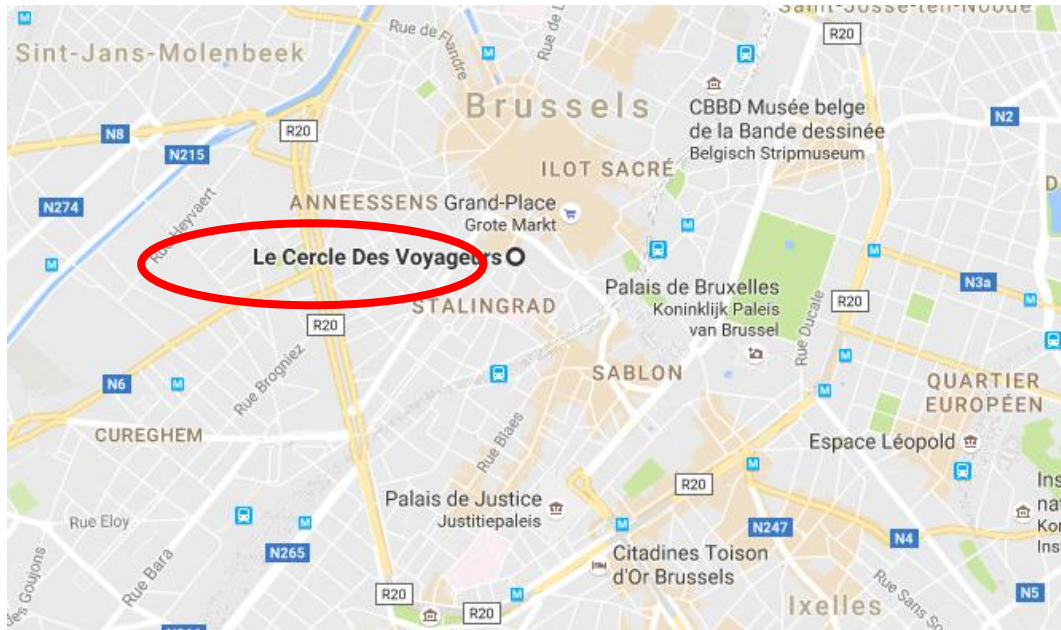 Saint-Josse-ten-Noode
Sint-Jans-Molenbeek
Rue de Flandre
R20
Brussels
CBBD Musée belge
de la Bande dessinée
Belgisch Stripmuseum
N2
N8
R20
N215
ILOT SACRÉ
N274
Rue Heyvaert
ANNEESSENS
Grand-Place
Grote Markt
Le Cercle Des Voyageurs
N3a
Palais de Bruxelles
Koninklijk Paleis
van Brussel
Rue Ducale
R20
STALINGRAD
R20
N6
Rue Brogniez
SABLON
QUARTIER
EUROPÉEN
CUREGHEM
Rue Blaes
Espace Léopold
R20
Palais de Justice
Justitiepaleis
Rue Eloy
N265
N247
N4
Citadines Toison
d'Or Brussels
Rue Bara
R20
R20
Ixelles
N5